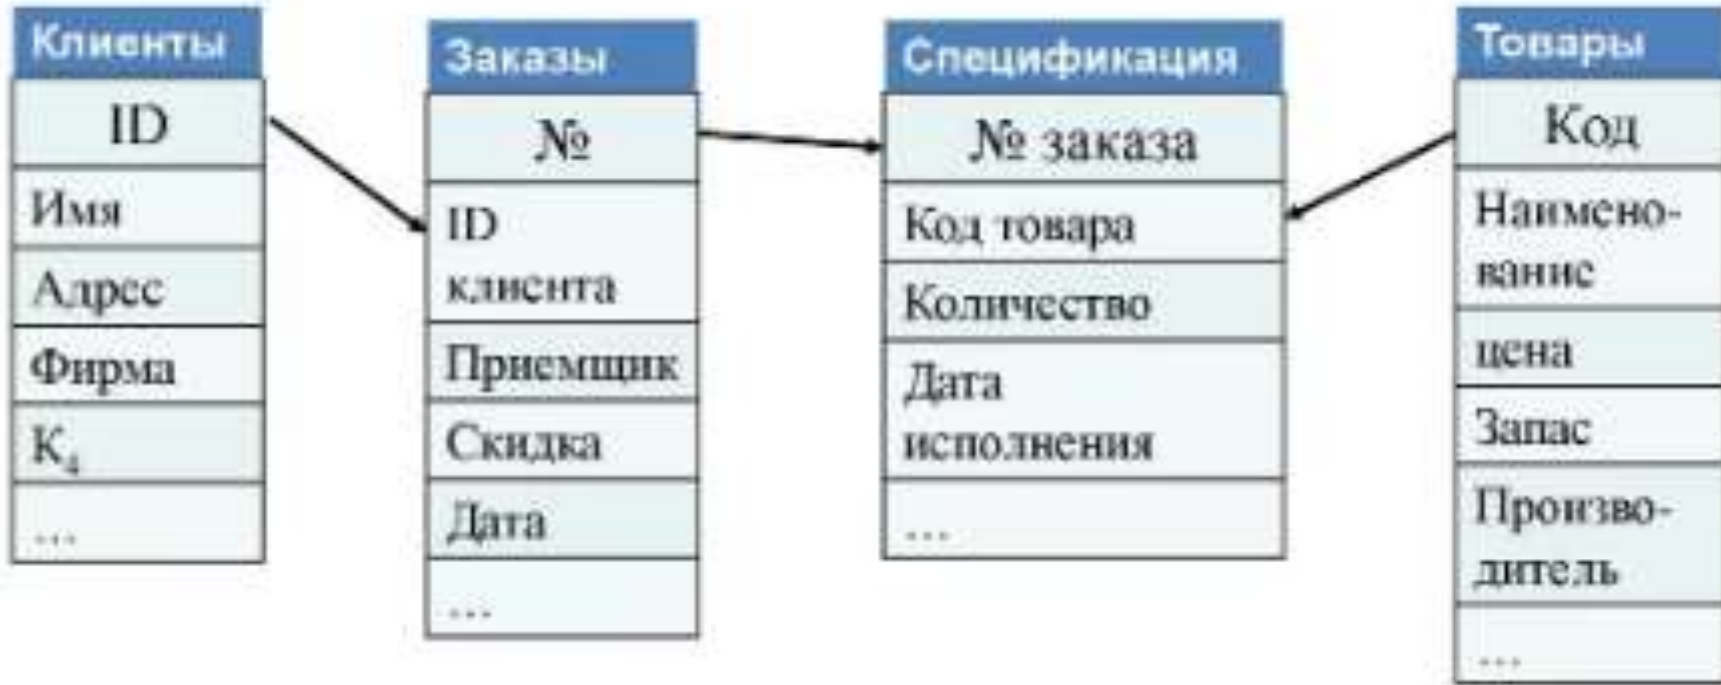 Клиенты
ID
Имя
Адрес
Фирма
К₄
...
Заказы
№
ID
клиента
Приемщик
Скидка
Дата
...
Спецификация
№ заказа
Код товара
Количество
Дата
исполнения
...
Товары
Код
Наимено-
вание
цена
Запас
Произво-
дитель
...